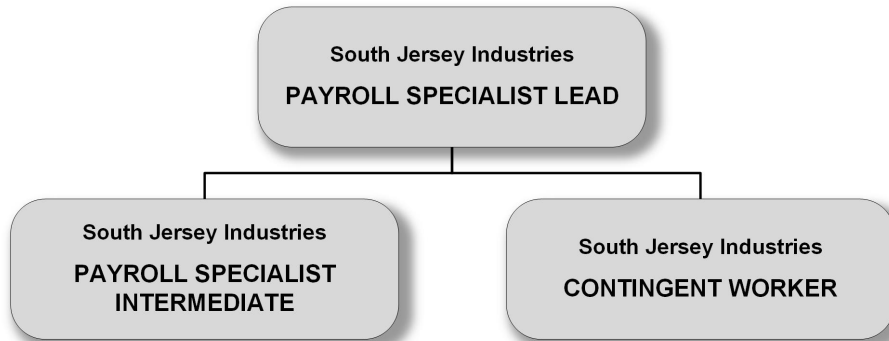 South Jersey Industries
PAYROLL SPECIALIST LEAD
South Jersey Industries
PAYROLL SPECIALIST
INTERMEDIATE
South Jersey Industries
CONTINGENT WORKER